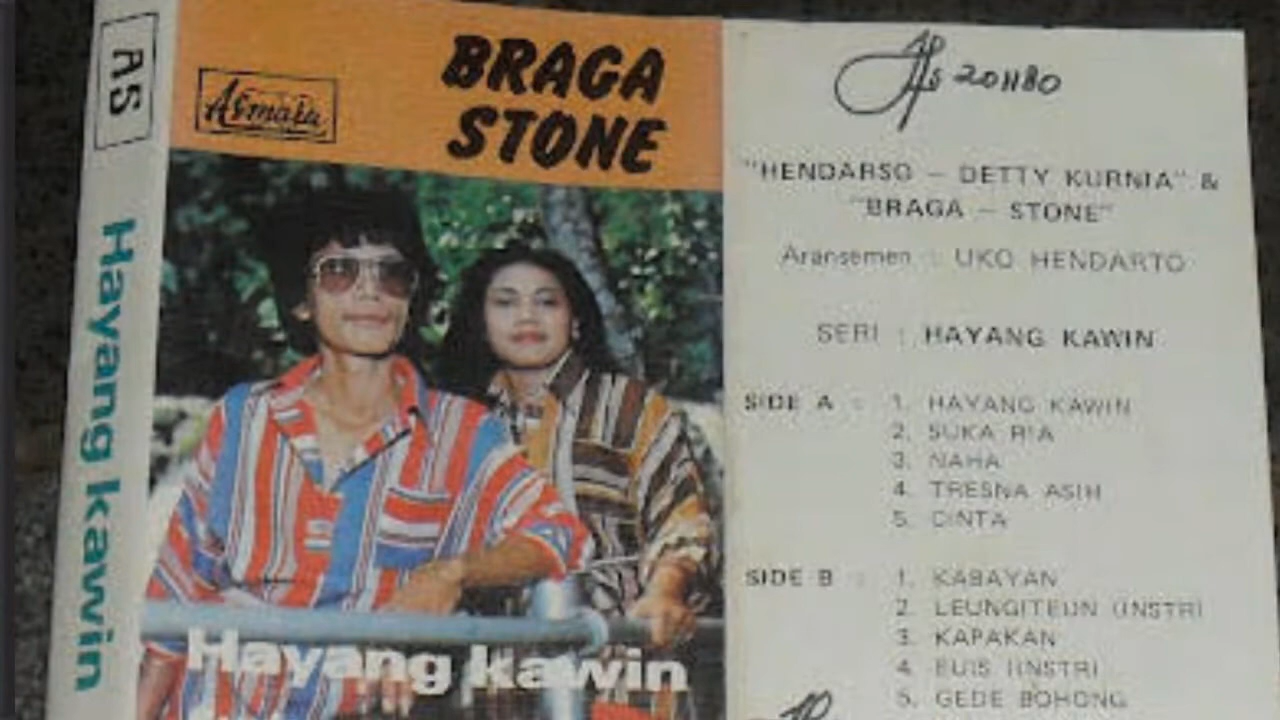 AS
Hayang kawin
Asmara
BRAGA
STONE
Hayang kawin
201180
"HENDARSO – DETTY KURNIA" &
"BRAGA – STONE"
Aransemen : UKO HENDARTO
SERI : HAYANG KAWIN
SIDE A : 1. HAYANG KAWIN
2. SUKA RIA
3. NAHA
4. TRESNA ASIH
5. CINTA
SIDE B : 1. KABAYAN
2. LEUNGITEUN (INSTR)
3. KAPAKAN
4. EUIS (INSTR)
5. GEDE BOHONG